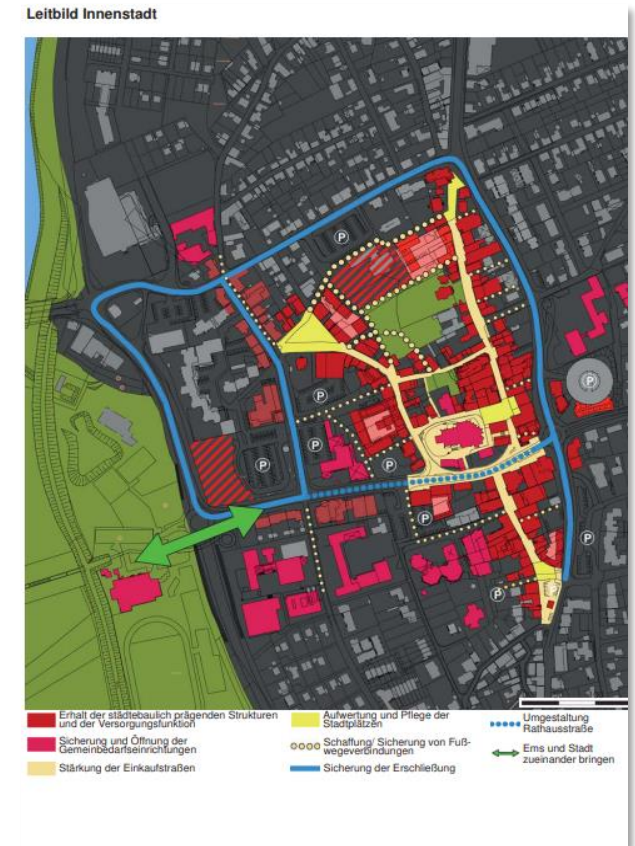 Leitbild Innenstadt
P
P
P
P
P
P
P
P
P
Erhalt der städtebaulich prägenden Strukturen
und der Versorgungsfunktion
Sicherung und Öffnung der
Gemeinbedarfseinrichtungen
Stärkung der Einkaufstraßen
Aufwertung und Pflege der
Stadtplätzen
Schaffung/ Sicherung von Fuß-
wegeverbindungen
Sicherung der Erschließung
Umgestaltung
Rathausstraße
Ems und Stadt
zueinander bringen